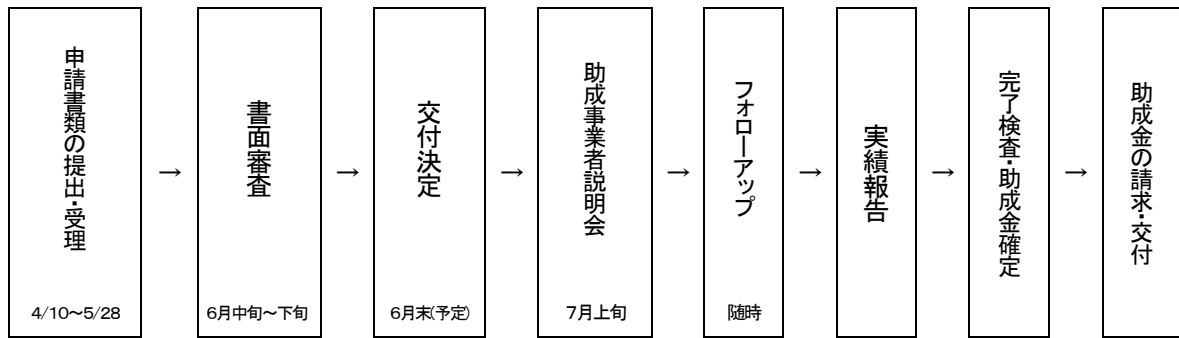 申請書類の提出・受理
4/10～5/28
→
書面審査
6月中旬～下旬
→
交付決定
6月末(予定)
→
助成事業者説明会
7月上旬
→
フォローアップ
随時
→
実績報告
→
完了検査・助成金確定
→
助成金の請求・交付